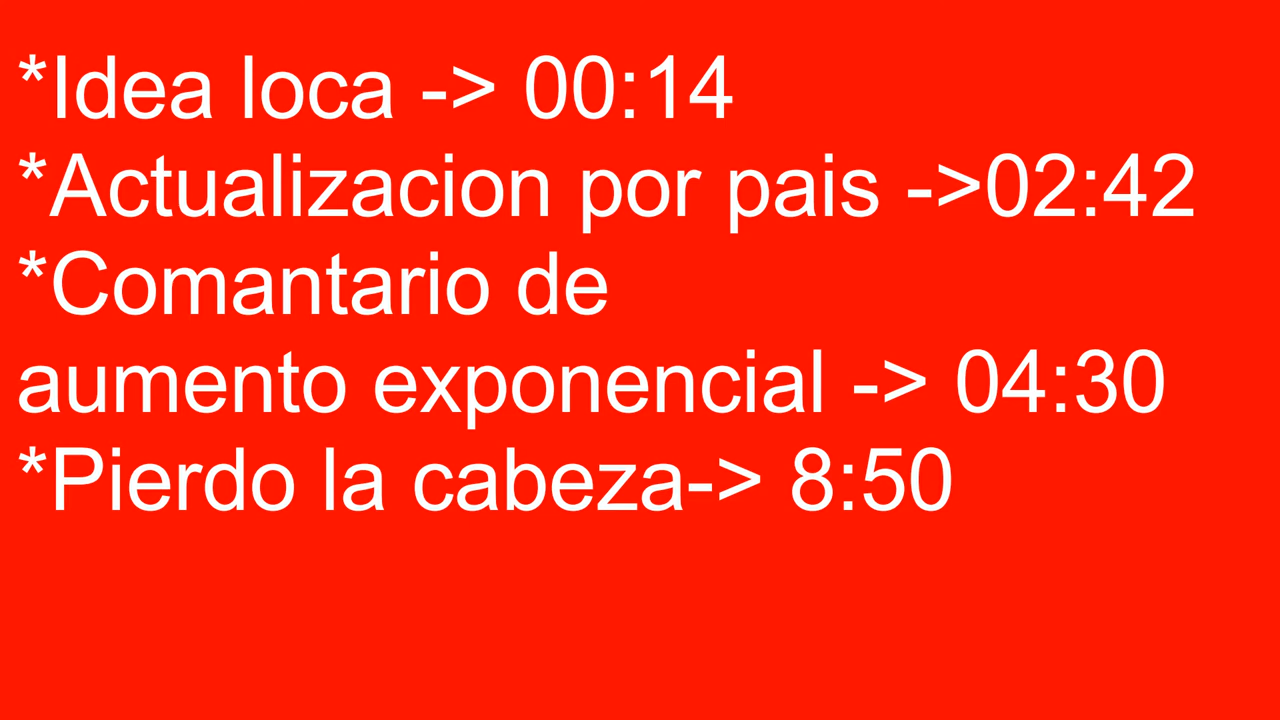 *Idea loca -> 00:14
*Actualizacion por pais ->02:42
*Comantario de
aumento exponencial -> 04:30
*Pierdo la cabeza-> 8:50